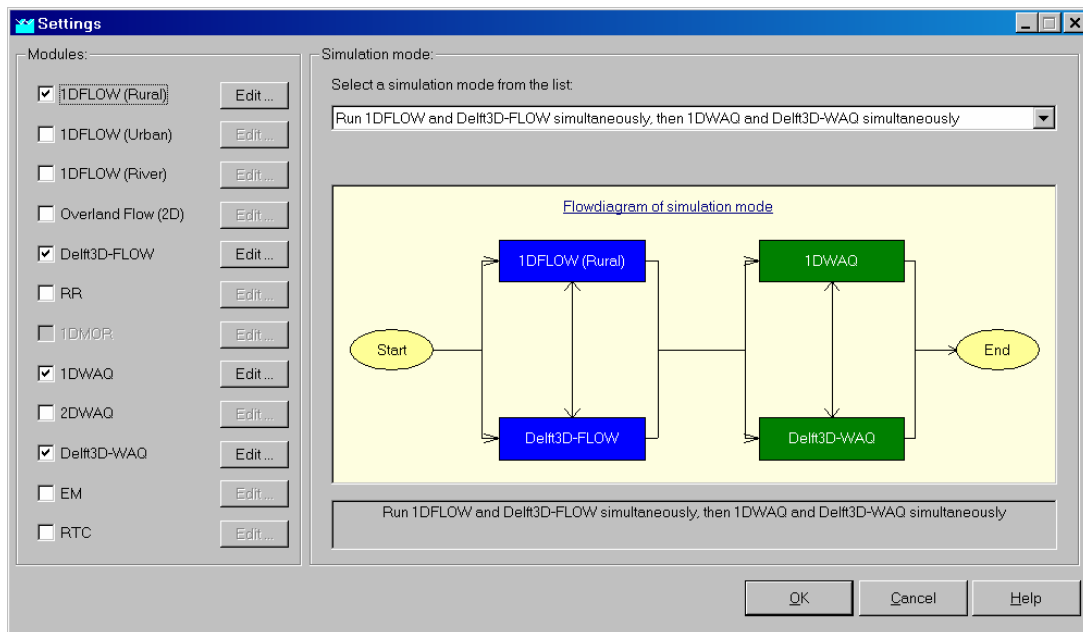 Settings
Modules:
1DFLOW (Rural) Edit ...
1DFLOW (Urban) Edit ...
1DFLOW (River) Edit ...
Overland Flow (2D) Edit ...
Delft3D-FLOW Edit ...
RR Edit ...
1DMOR Edit ...
1DWAQ Edit ...
2DWAQ Edit ...
Delft3D-WAQ Edit ...
EM Edit ...
RTC Edit ...
Simulation mode:
Select a simulation mode from the list:
Run 1DFLOW and Delft3D-FLOW simultaneously, then 1DWAQ and Delft3D-WAQ simultaneously
Flowdiagram of simulation mode
1DFLOW (Rural) 1DWAQ
Start End
Delft3D-FLOW Delft3D-WAQ
Run 1DFLOW and Delft3D-FLOW simultaneously, then 1DWAQ and Delft3D-WAQ simultaneously
OK Cancel Help